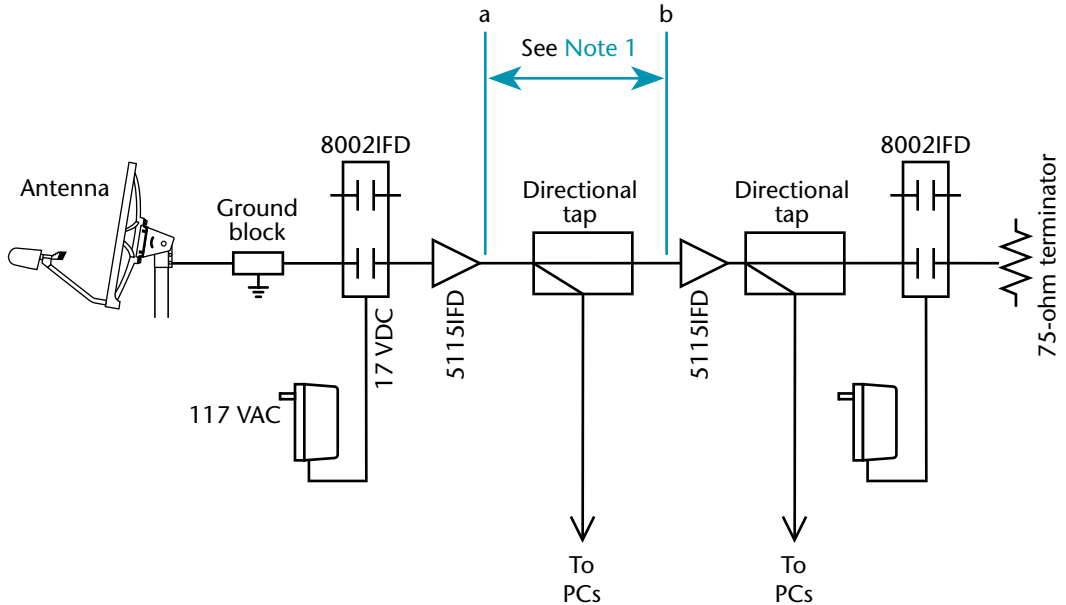 a
b
See Note 1
8002IFD
8002IFD
Antenna
Ground
block
Directional
tap
Directional
tap
75-ohm terminator
17 VDC
5115IFD
5115IFD
117 VAC
To
PCs
To
PCs